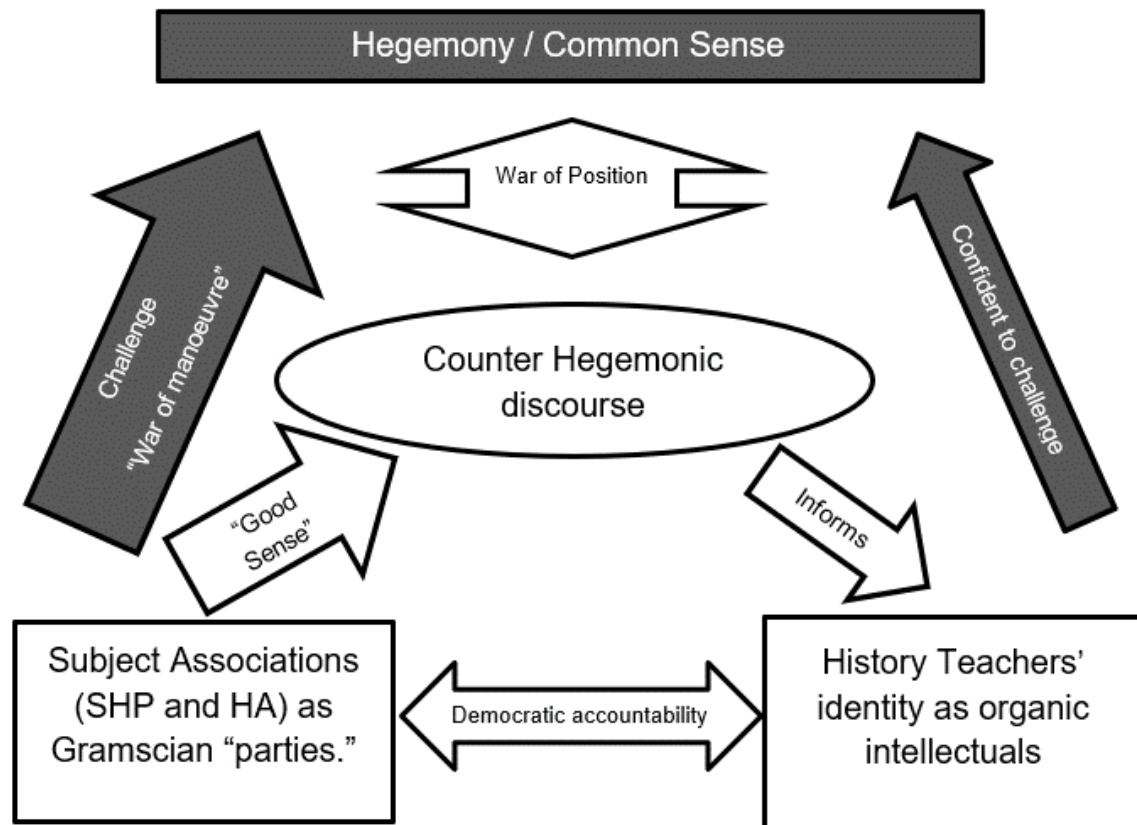 Hegemony / Common Sense
War of Position
Challenge
“War of manoeuvre”
Confident to challenge
Counter Hegemonic
discourse
“Good
Sense”
Informs
Subject Associations
(SHP and HA) as
Gramscian “parties.”
Democratic accountability
History Teachers’
identity as organic
intellectuals